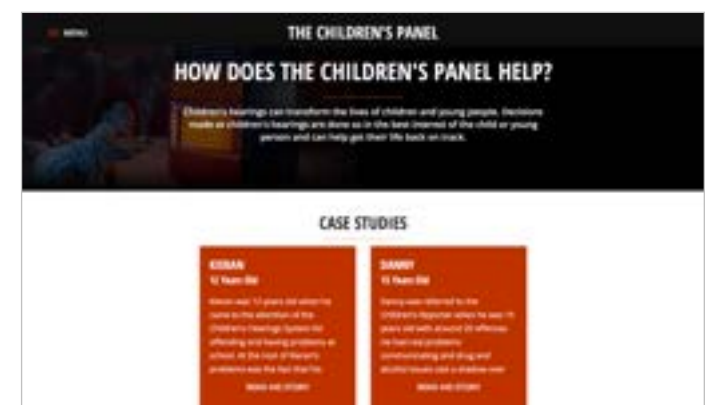 MENU
THE CHILDREN'S PANEL
HOW DOES THE CHILDREN'S PANEL HELP?
Children's hearings can transform the lives of children and young people. Decisions
made at children's hearings are done so in the best interest of the child or young
person and can help get their life back on track.
CASE STUDIES
KIERAN
12 Years Old
Kieran was 12 years old when he
came to the attention of the
Children's Hearings System for
offending and having problems at
school. At the root of Kieran's
problems was the fact that his
READ HIS STORY
DANNY
15 Years Old
Danny was referred to the
Children's Reporter when he was 15
years old with around 20 offences.
He had real problems
communicating and drug and
alcohol issues cast a shadow over
READ HIS STORY